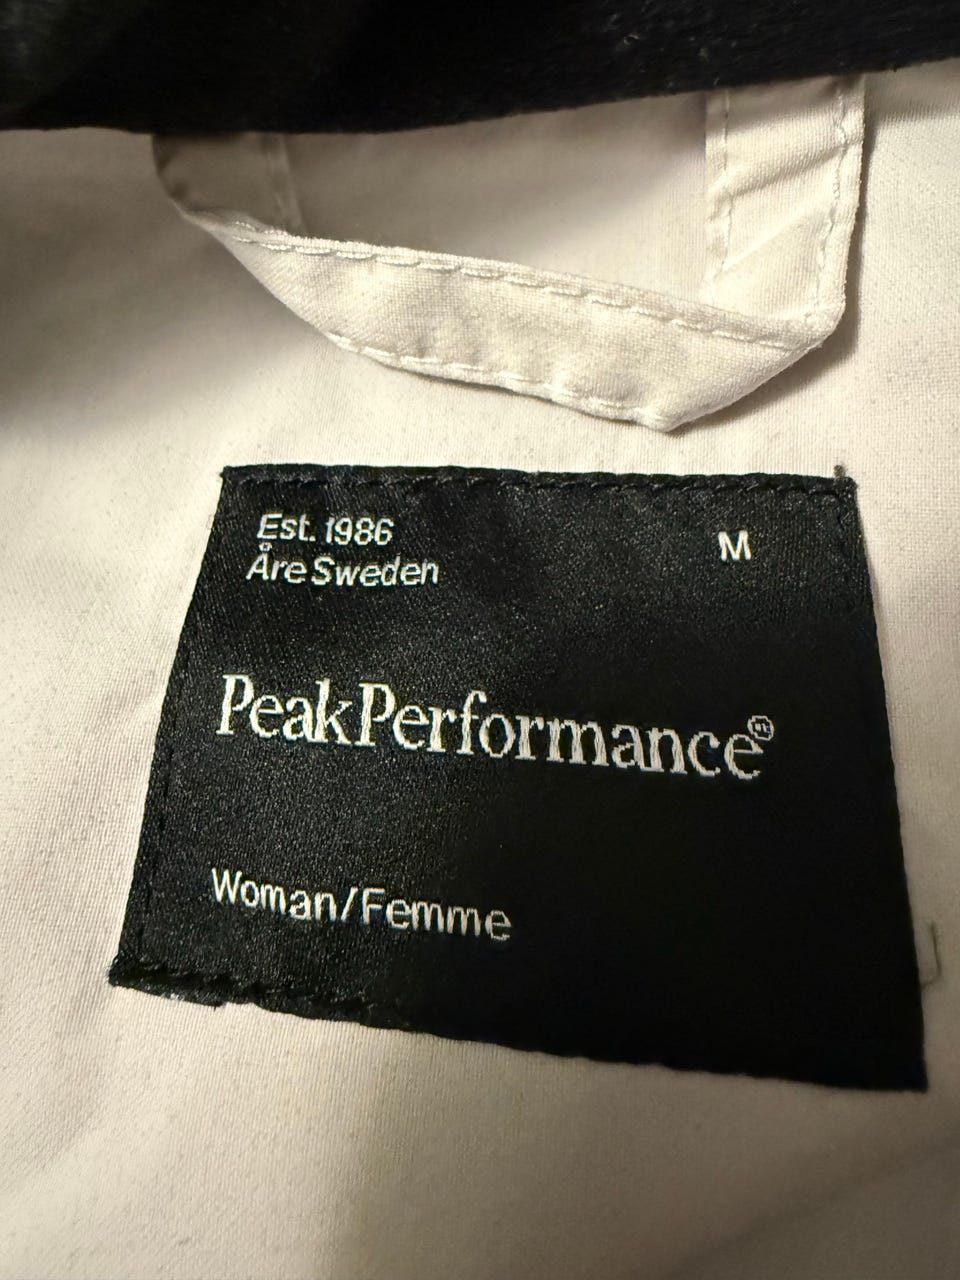 Est. 1986
Åre Sweden
M
PeakPerformance®
Woman/Femme